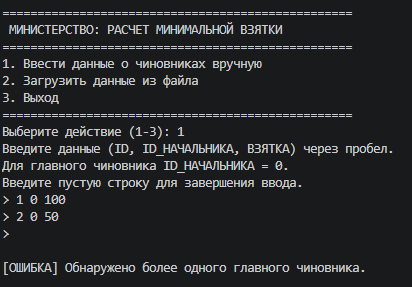 ==================================================
МИНИСТЕРСТВО: РАСЧЕТ МИНИМАЛЬНОЙ ВЗЯТКИ
==================================================
1. Ввести данные о чиновниках вручную
2. Загрузить данные из файла
3. Выход
==================================================
Выберите действие (1-3): 1
Введите данные (ID, ID_НАЧАЛЬНИКА, ВЗЯТКА) через пробел.
Для главного чиновника ID_НАЧАЛЬНИКА = 0.
Введите пустую строку для завершения ввода.
> 1 0 100
> 2 0 50
>
[ОШИБКА] Обнаружено более одного главного чиновника.